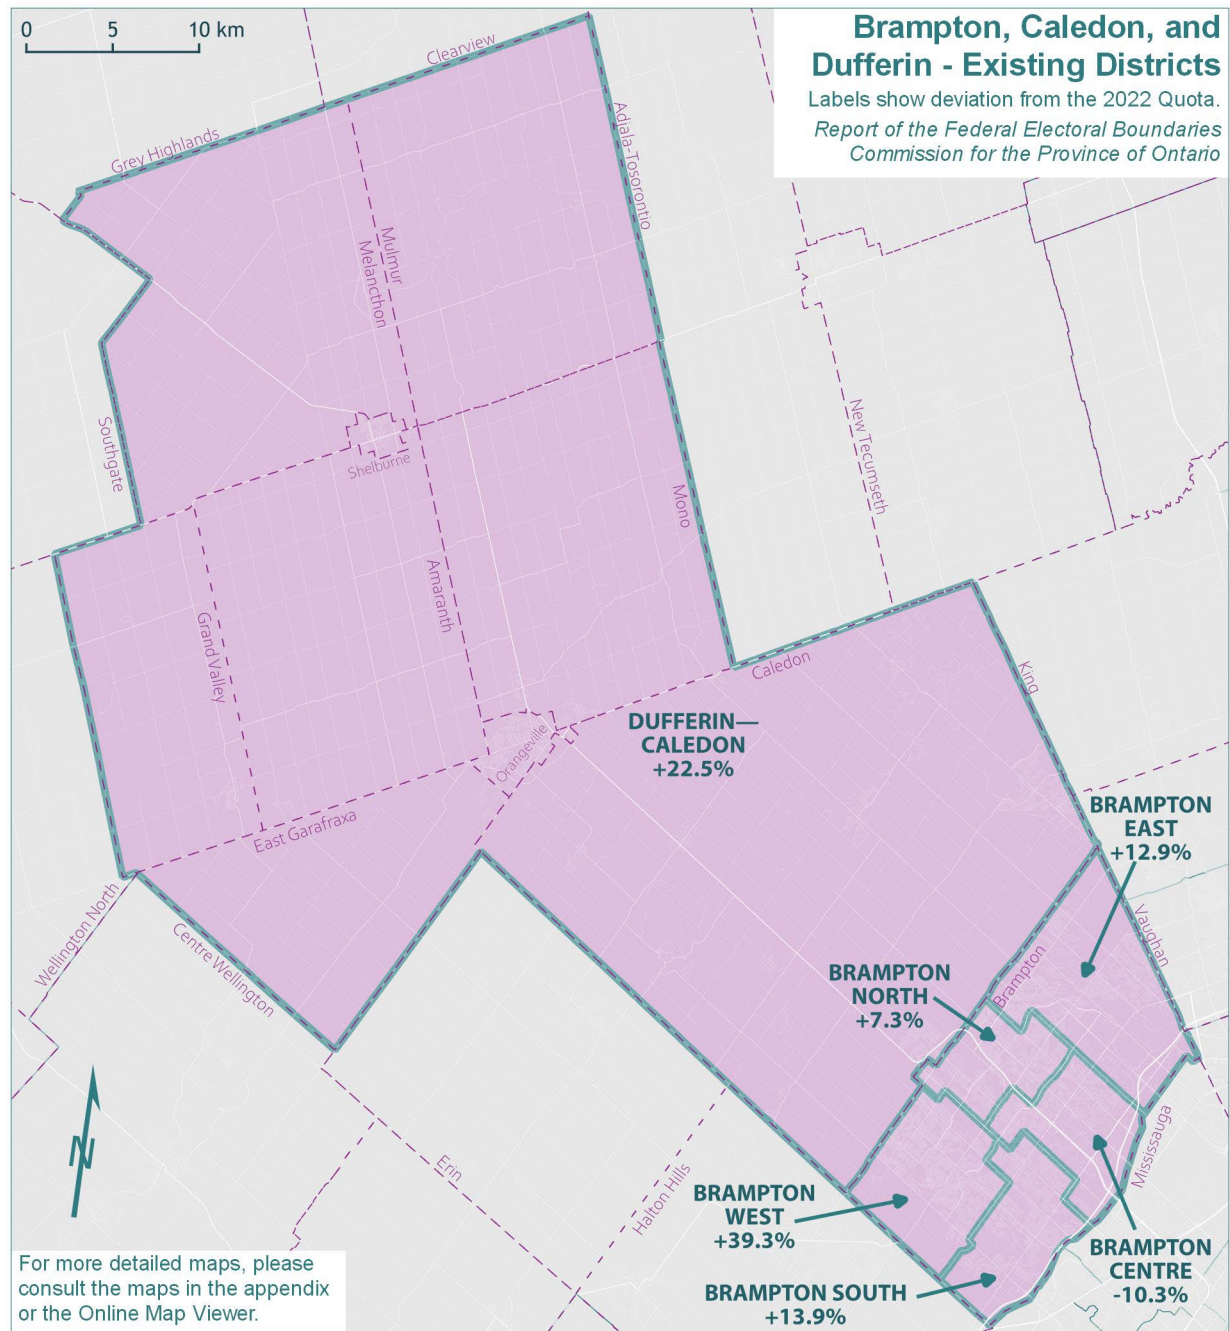 0 5 10 km
Brampton, Caledon, and
Dufferin - Existing Districts
Labels show deviation from the 2022 Quota.
Report of the Federal Electoral Boundaries
Commission for the Province of Ontario
Clearview
Grey Highlands
Adjala-Tosorontio
Mulmur
Melancthon
Southgate
Shelburne
New Tecumseth
Mono
Amaranth
Grand Valley
Caledon
King
Orangeville
DUFFERIN—
CALEDON
+22.5%
East Garafraxa
BRAMPTON
EAST
+12.9%
Wellington North
Centre Wellington
Vaughan
Brampton
BRAMPTON
NORTH
+7.3%
Mississauga
Erin
Halton Hills
BRAMPTON
WEST
+39.3%
BRAMPTON SOUTH
+13.9%
BRAMPTON
CENTRE
-10.3%
N
For more detailed maps, please
consult the maps in the appendix
or the Online Map Viewer.